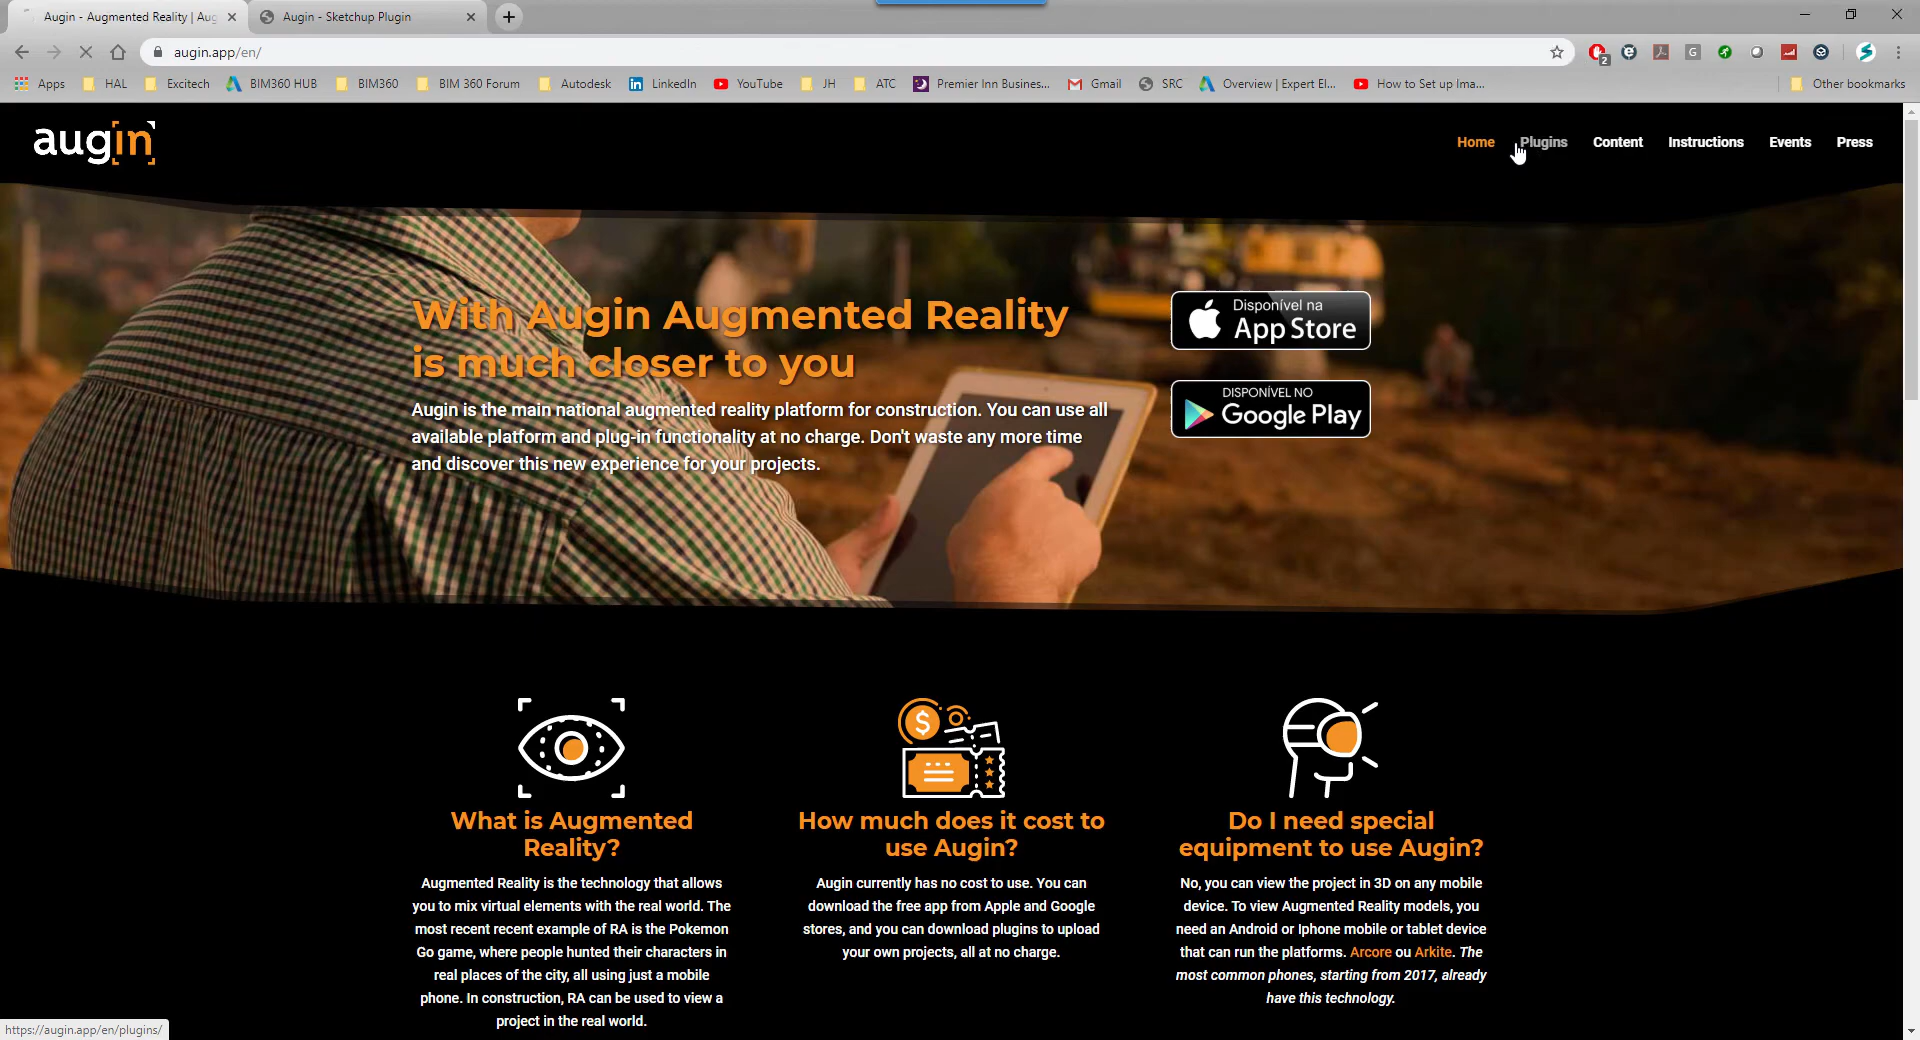 Augin - Augmented Reality | Aug
Augin - Sketchup Plugin
augin.app/en/
2
G
Apps
HAL
Excitech
BIM360 HUB
BIM360
BIM 360 Forum
Autodesk
LinkedIn
YouTube
JH
ATC
Premier Inn Busines...
Gmail
SRC
Overview | Expert El...
How to Set up Ima...
Other bookmarks
augin
Home
Plugins
Content
Instructions
Events
Press
With Augin Augmented Reality
is much closer to you
Augin is the main national augmented reality platform for construction. You can use all
available platform and plug-in functionality at no charge. Don't waste any more time
and discover this new experience for your projects.
Disponível na
App Store
DISPONÍVEL NO
Google Play
What is Augmented
Reality?
Augmented Reality is the technology that allows
you to mix virtual elements with the real world. The
most recent recent example of RA is the Pokemon
Go game, where people hunted their characters in
real places of the city, all using just a mobile
phone. In construction, RA can be used to view a
project in the real world.
How much does it cost to
use Augin?
Augin currently has no cost to use. You can
download the free app from Apple and Google
stores, and you can download plugins to upload
your own projects, all at no charge.
Do I need special
equipment to use Augin?
No, you can view the project in 3D on any mobile
device. To view Augmented Reality models, you
need an Android or Iphone mobile or tablet device
that can run the platforms. Arcore ou Arkite. The
most common phones, starting from 2017, already
have this technology.
https://augin.app/en/plugins/